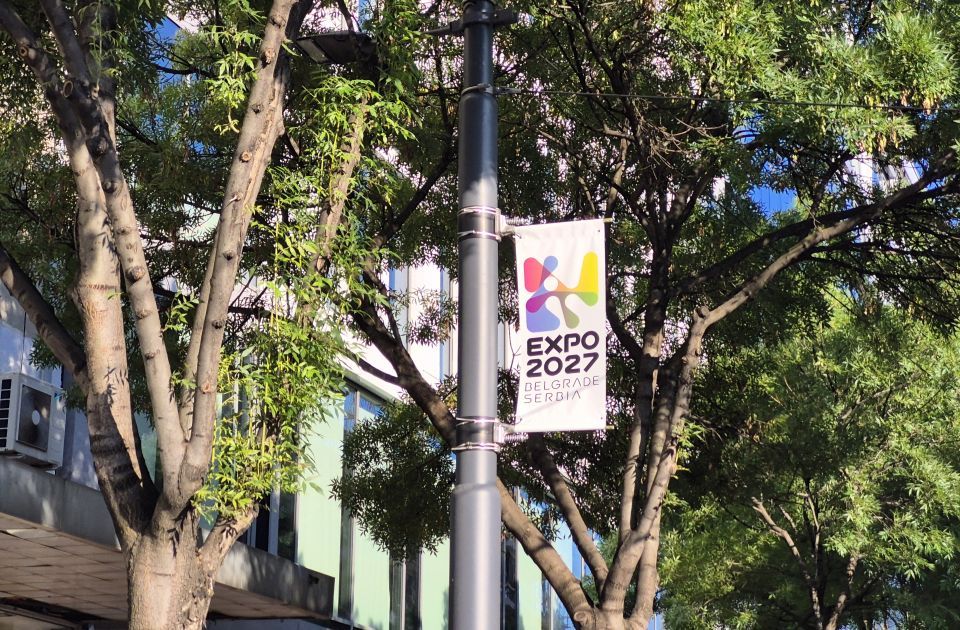 EXPO
2027
BELGRADE
SERBIA